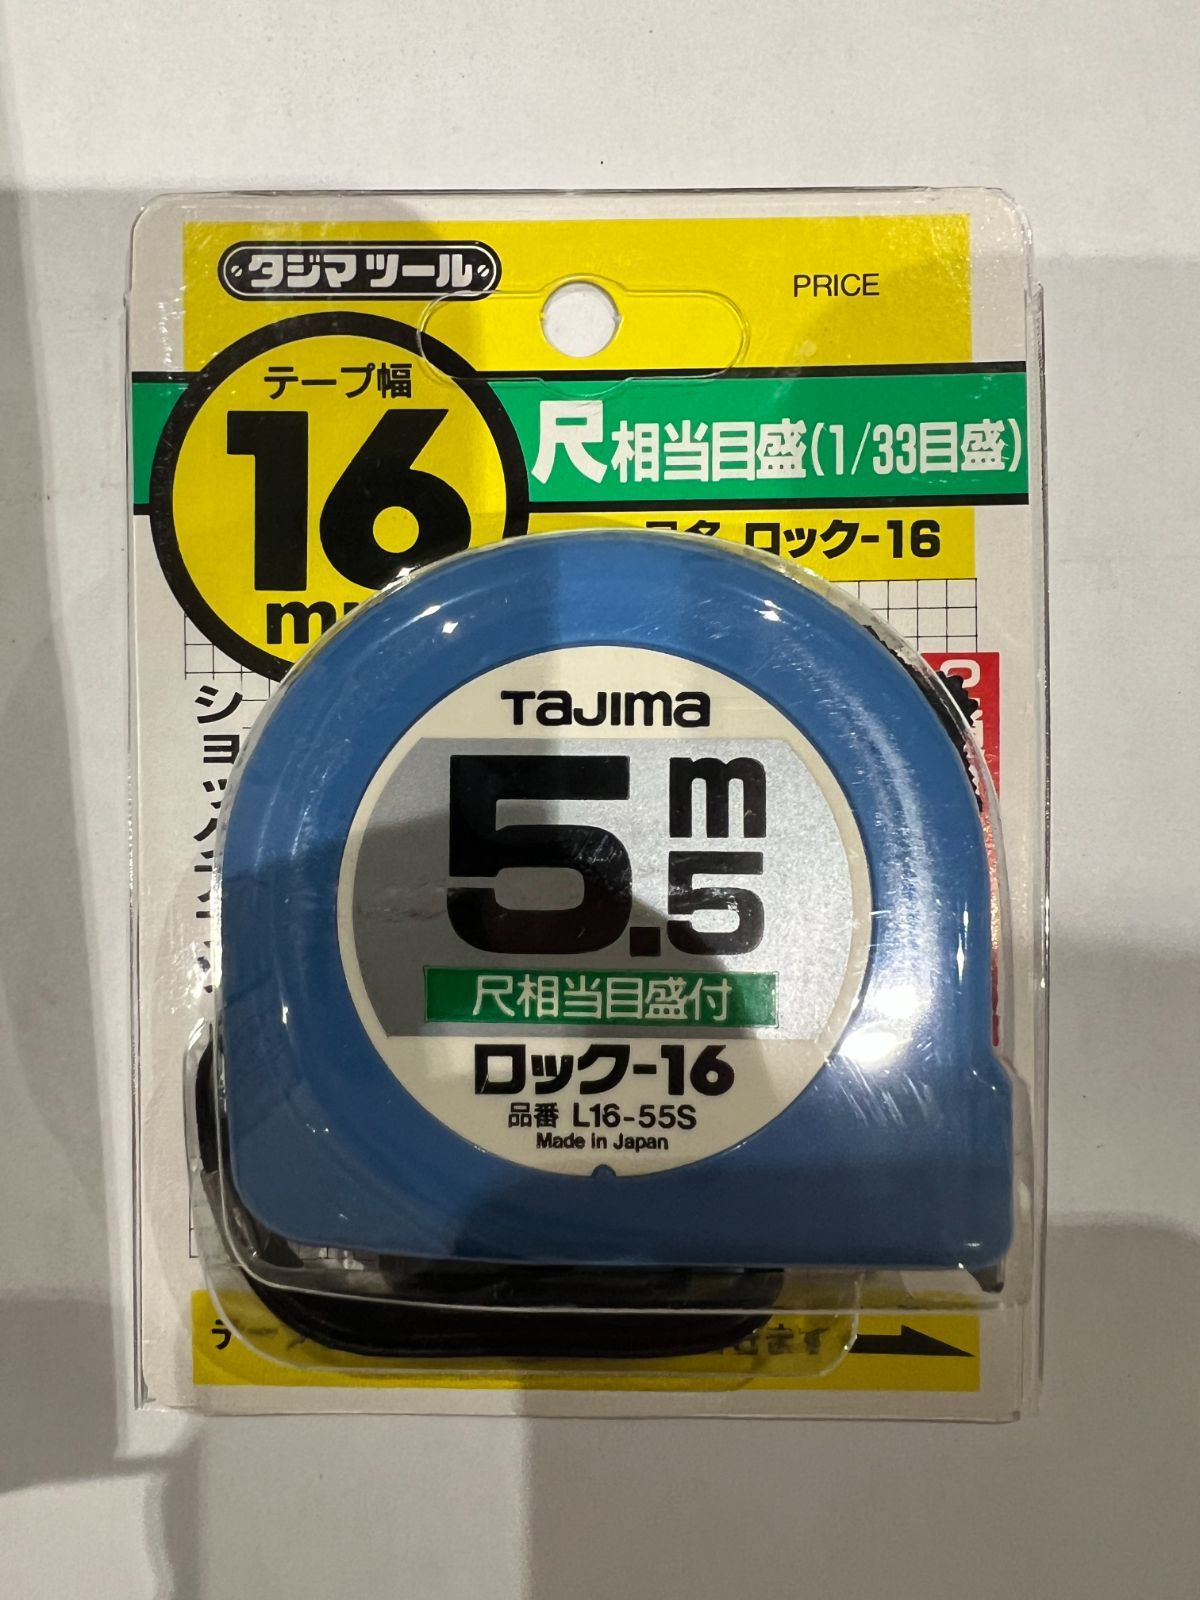 タジマツール
PRICE
テープ幅
16
尺相当目盛(1/33目盛)
ロック-16
TAJIMA
5.5m
尺相当目盛付
ロック-16
品番 L16-55S
Made in Japan